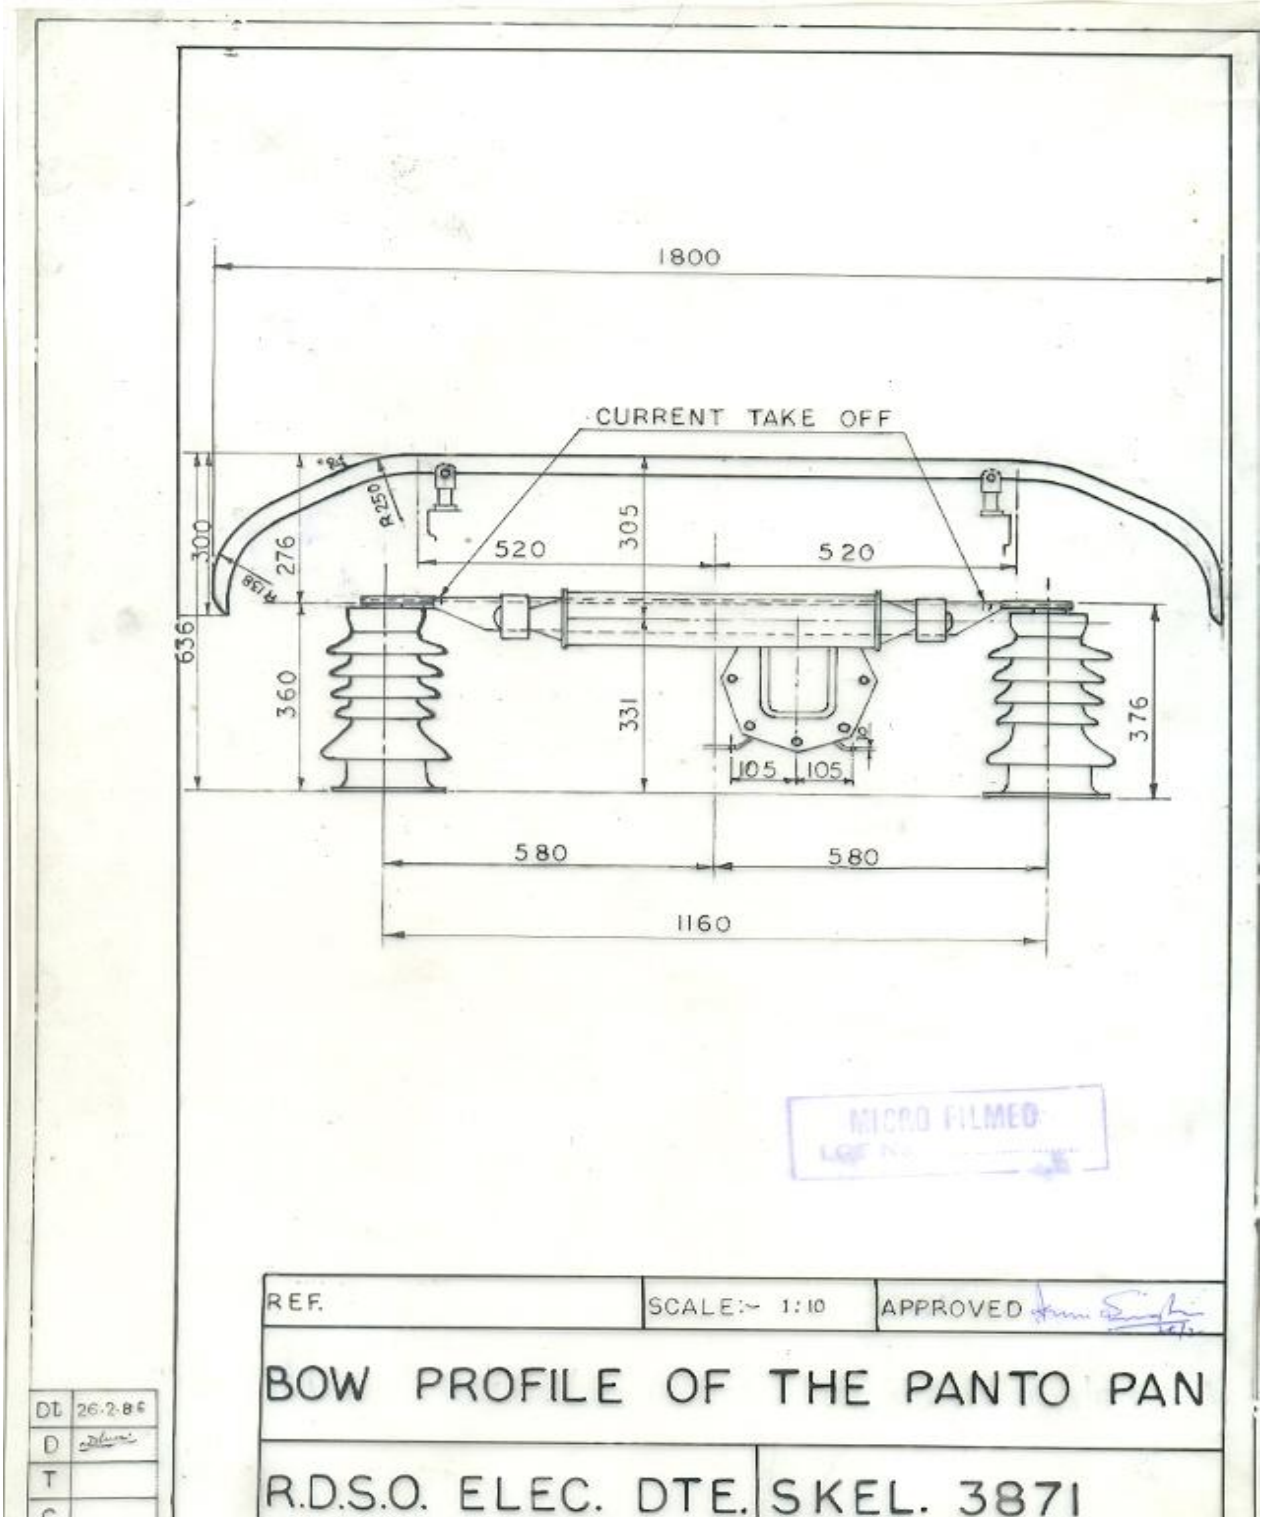 1800
CURRENT TAKE OFF
R250
300
276
305
520
520
R138
636
360
331
376
105
105
580
580
1160
MICRO FILMED
REF.
SCALE:- 1:10
APPROVED
BOW PROFILE OF THE PANTO PAN
Dt 26-2-86
D
T
R.D.S.O. ELEC. DTE.
SKEL. 3871